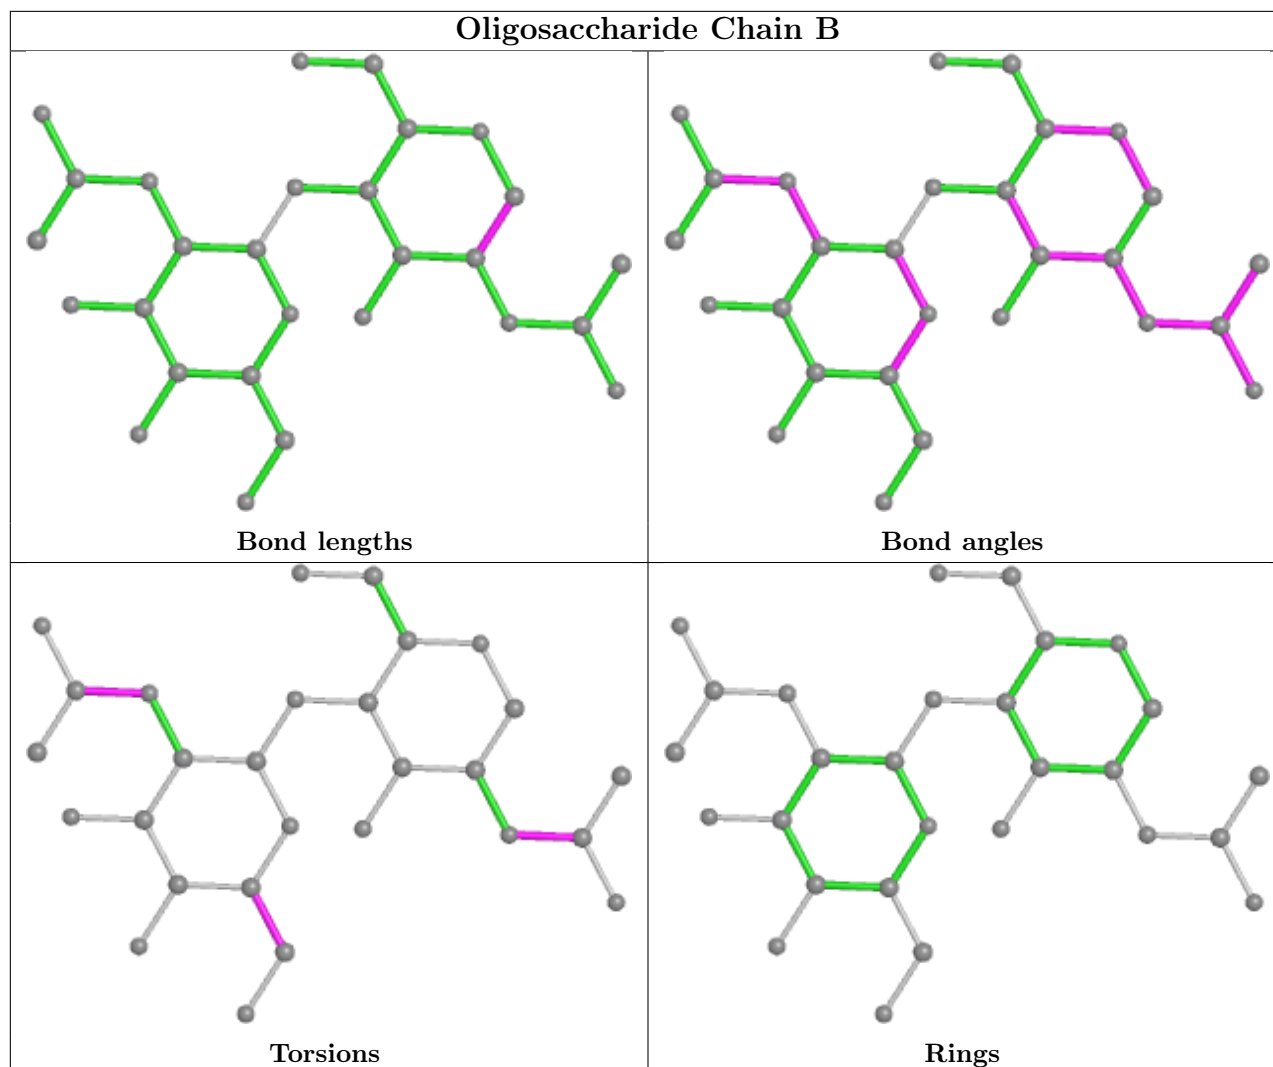 Oligosaccharide Chain B
Bond lengths
Bond angles
Torsions
Rings